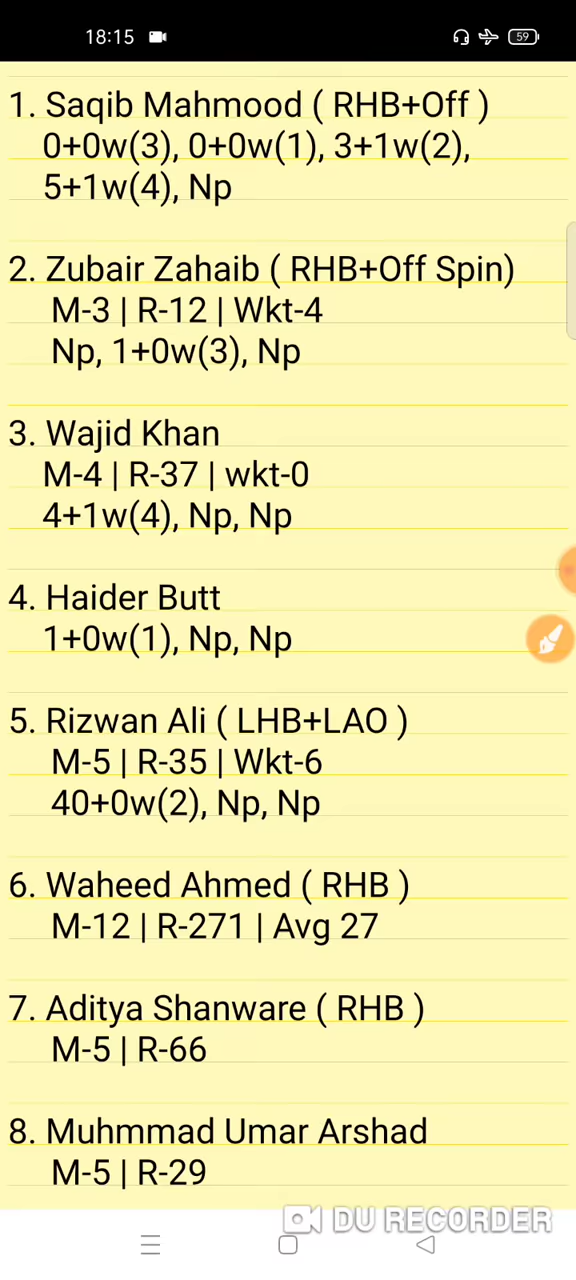 18:15
59
1. Saqib Mahmood ( RHB+Off )
0+0w(3), 0+0w(1), 3+1w(2),
5+1w(4), Np
2. Zubair Zahaib ( RHB+Off Spin)
M-3 | R-12 | Wkt-4
Np, 1+0w(3), Np
3. Wajid Khan
M-4 | R-37 | wkt-0
4+1w(4), Np, Np
4. Haider Butt
1+0w(1), Np, Np
5. Rizwan Ali ( LHB+LAO )
M-5 | R-35 | Wkt-6
40+0w(2), Np, Np
6. Waheed Ahmed ( RHB )
M-12 | R-271 | Avg 27
7. Aditya Shanware ( RHB )
M-5 | R-66
8. Muhmmad Umar Arshad
M-5 | R-29
DU RECORDER